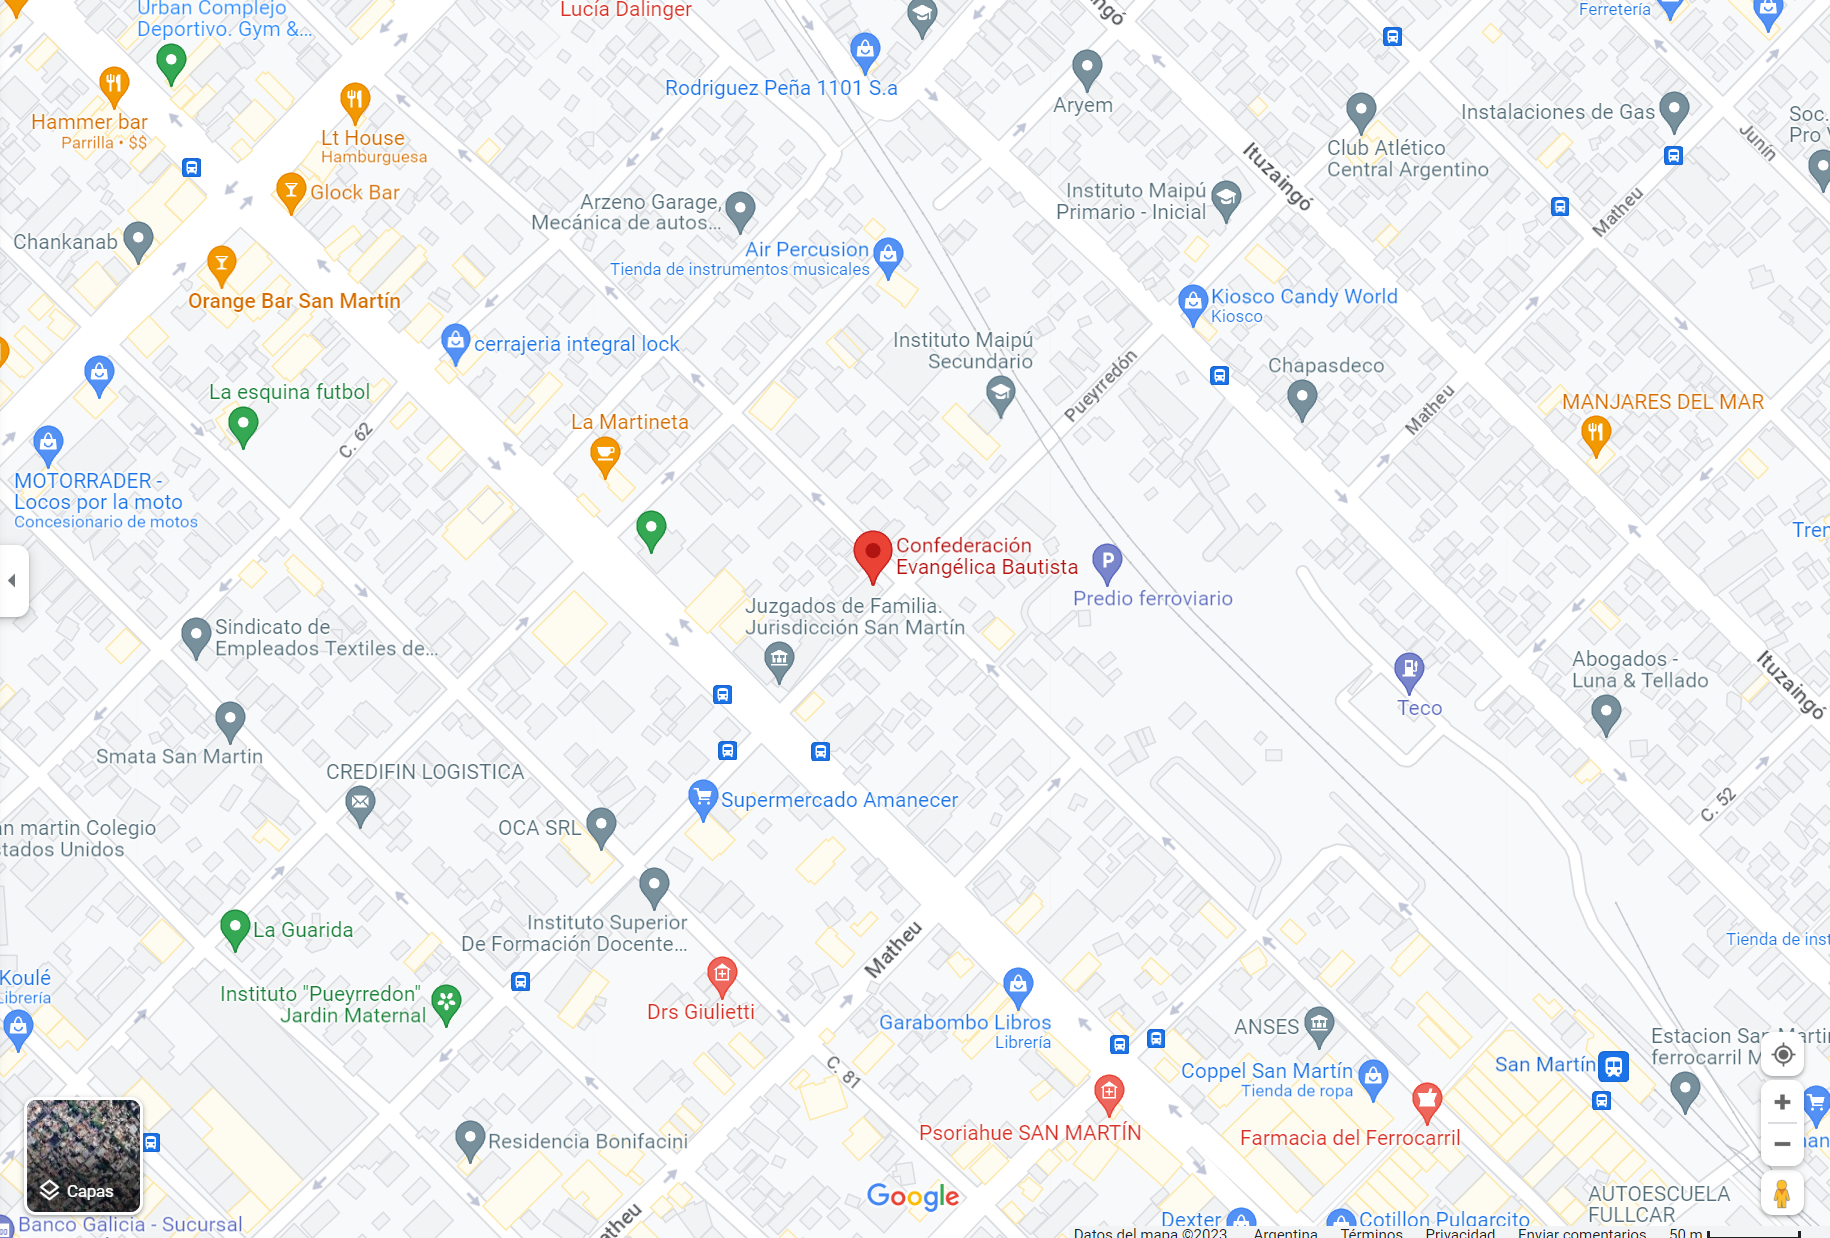 Urban Complejo
Deportivo. Gym &...
Lucía Dalinger
Ferretería
Rodriguez Peña 1101 S.a
Aryem
Hammer bar
Parrilla • $$
Lt House
Hamburguesa
Instalaciones de Gas
Soc.
Club Atlético
Central Argentino
Junín
Ituzaingó
Glock Bar
Arzeno Garage,
Mecánica de autos...
Instituto Maipú
Primario - Inicial
Matheu
Chankanab
Air Percusion
Tienda de instrumentos musicales
Orange Bar San Martín
Kiosco Candy World
Kiosco
cerrajeria integral lock
Instituto Maipú
Secundario
Pueyrredón
Chapasdeco
La esquina futbol
C. 62
La Martineta
Matheu
MANJARES DEL MAR
MOTORRADER -
Locos por la moto
Concesionario de motos
Confederación
Evangélica Bautista
Predio ferroviario
Juzgados de Familia.
Jurisdicción San Martín
Sindicato de
Empleados Textiles de...
Abogados -
Luna & Tellado
Ituzaingó
Teco
Smata San Martin
CREDIFIN LOGISTICA
Supermercado Amanecer
C. 52
OCA SRL
n martin Colegio
tados Unidos
La Guarida
Instituto Superior
De Formación Docente...
Matheu
Tienda de inst
Koulé
Librería
Instituto "Pueyrredon"
Jardin Maternal
Drs Giulietti
Garabombo Libros
Librería
ANSES
Estacion San Martin
ferrocarril M
San Martín
C. 81
Coppel San Martín
Tienda de ropa
Psoriahue SAN MARTÍN
Farmacia del Ferrocarril
Residencia Bonifacini
Capas
Google
AUTOESCUELA
FULLCAR
Matheu
Banco Galicia - Sucursal
Dexter
Cotillon Pulgarcito
Datos del mapa ©2023 Argentina Términos Privacidad Enviar comentarios 50 m